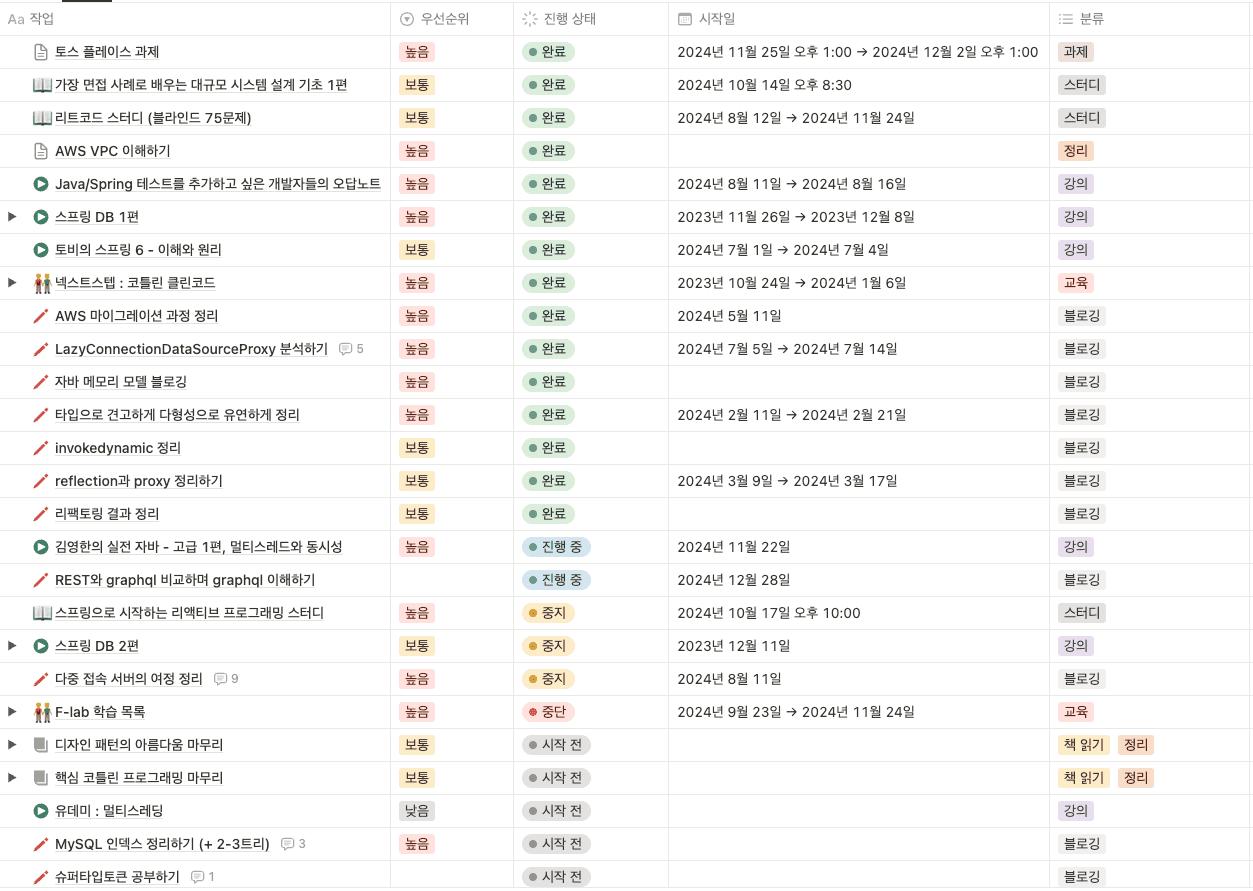 Aa 작업 우선순위 진행 상태 시작일 분류
토스 플레이스 과제 높음 완료 2024년 11월 25일 오후 1:00 → 2024년 12월 2일 오후 1:00 과제
가장 면접 사례로 배우는 대규모 시스템 설계 기초 1편 보통 완료 2024년 10월 14일 오후 8:30 스터디
리트코드 스터디 (블라인드 75문제) 보통 완료 2024년 8월 12일 → 2024년 11월 24일 스터디
AWS VPC 이해하기 높음 완료 정리
Java/Spring 테스트를 추가하고 싶은 개발자들의 오답노트 높음 완료 2024년 8월 11일 → 2024년 8월 16일 강의
스프링 DB 1편 높음 완료 2023년 11월 26일 → 2023년 12월 8일 강의
토비의 스프링 6 - 이해와 원리 보통 완료 2024년 7월 1일 → 2024년 7월 4일 강의
넥스트스텝 : 코틀린 클린코드 높음 완료 2023년 10월 24일 → 2024년 1월 6일 교육
AWS 마이그레이션 과정 정리 높음 완료 2024년 5월 11일 블로깅
LazyConnectionDataSourceProxy 분석하기 5 높음 완료 2024년 7월 5일 → 2024년 7월 14일 블로깅
자바 메모리 모델 블로깅 높음 완료 블로깅
타입으로 견고하게 다형성으로 유연하게 정리 높음 완료 2024년 2월 11일 → 2024년 2월 21일 블로깅
invokedynamic 정리 보통 완료 블로깅
reflection과 proxy 정리하기 보통 완료 2024년 3월 9일 → 2024년 3월 17일 블로깅
리팩토링 결과 정리 보통 완료 블로깅
김영한의 실전 자바 - 고급 1편, 멀티스레드와 동시성 높음 진행 중 2024년 11월 22일 강의
REST와 graphql 비교하며 graphql 이해하기 진행 중 2024년 12월 28일 블로깅
스프링으로 시작하는 리액티브 프로그래밍 스터디 높음 중지 2024년 10월 17일 오후 10:00 스터디
스프링 DB 2편 보통 중지 2023년 12월 11일 강의
다중 접속 서버의 여정 정리 9 높음 중지 2024년 8월 11일 블로깅
F-lab 학습 목록 높음 중단 2024년 9월 23일 → 2024년 11월 24일 교육
디자인 패턴의 아름다움 마무리 보통 시작 전 책 읽기 정리
핵심 코틀린 프로그래밍 마무리 보통 시작 전 책 읽기 정리
유데미 : 멀티스레딩 낮음 시작 전 강의
MySQL 인덱스 정리하기 (+ 2-3트리) 3 높음 시작 전 블로깅
슈퍼타입토큰 공부하기 1 시작 전 블로깅